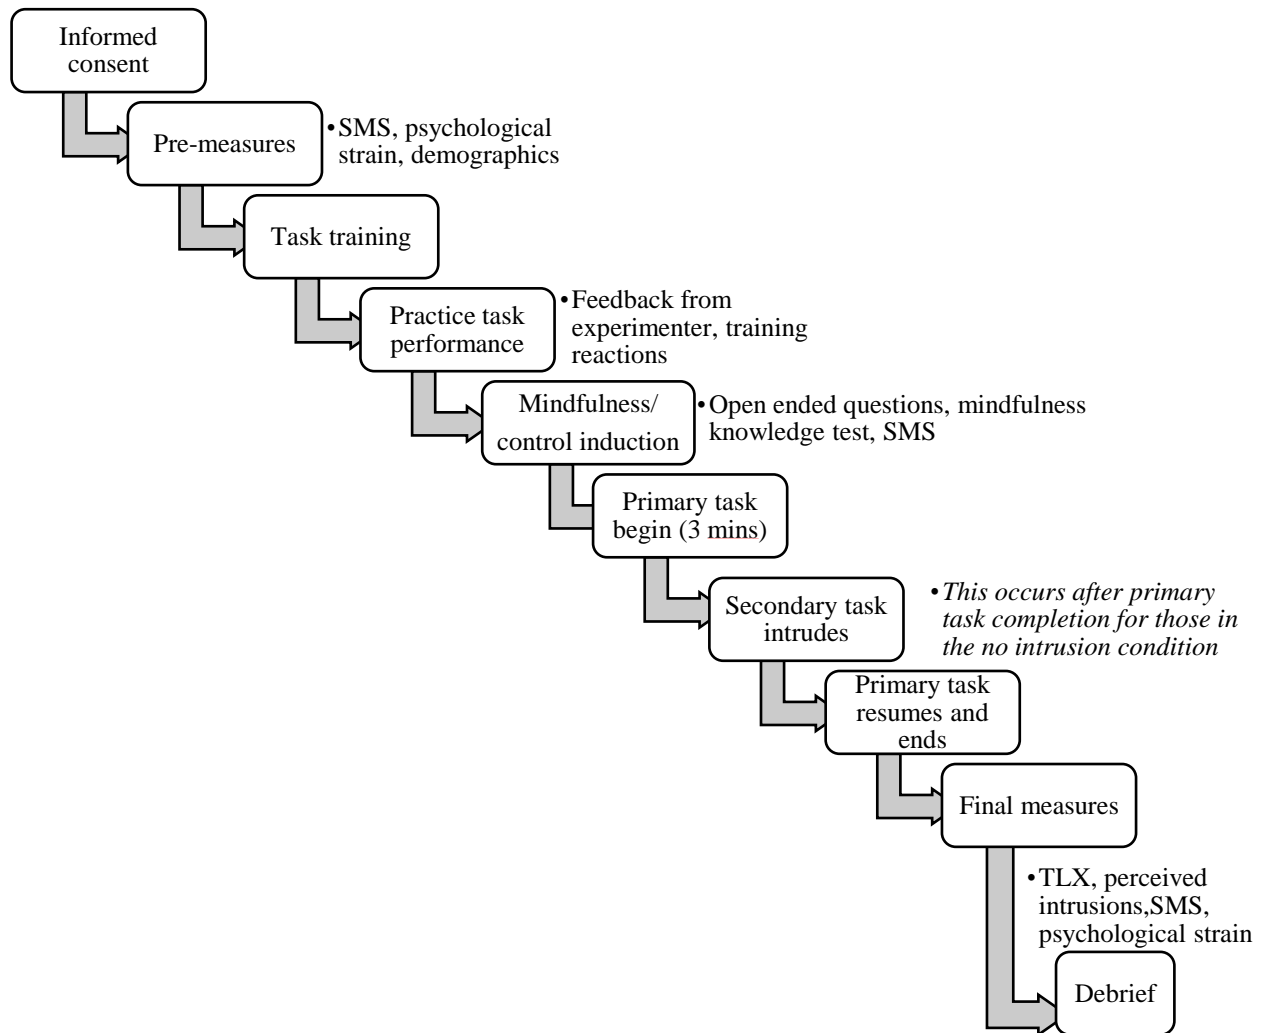 Informed
consent
Pre-measures
•SMS, psychological
strain, demographics
Task training
Practice task
performance
•Feedback from
experimenter, training
reactions
Mindfulness/
control induction
•Open ended questions, mindfulness
knowledge test, SMS
Primary task
begin (3 mins)
Secondary task
intrudes
•This occurs after primary
task completion for those in
the no intrusion condition
Primary task
resumes and
ends
Final measures
•TLX, perceived
intrusions,SMS,
psychological strain
Debrief